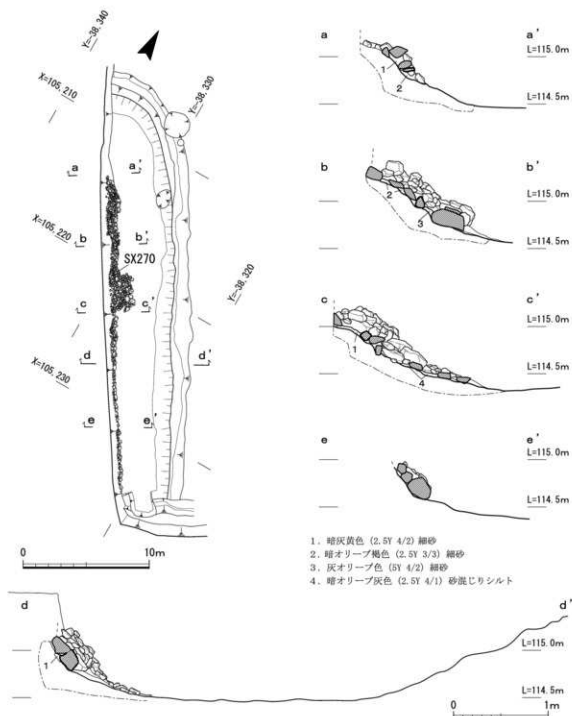 Y=-38,340
X=105,210
Y=-38,330
a
a'
X=105,220
b
b'
SX270
Y=-38,320
c
c'
X=105,230
d
d'
e
e'
0
10m
a
a'
L=115.0m
1
2
L=114.5m
b
b'
L=115.0m
2
3
L=114.5m
c
c'
L=115.0m
1
4
L=114.5m
e
e'
L=115.0m
L=114.5m
1. 暗灰黄色 (2.5Y 4/2) 細砂
2. 暗オリーブ褐色 (2.5Y 3/3) 細砂
3. 灰オリーブ色 (5Y 4/2) 細砂
4. 暗オリーブ灰色 (2.5Y 4/1) 砂混じりシルト
d
d'
1
L=115.0m
L=114.5m
0
1m